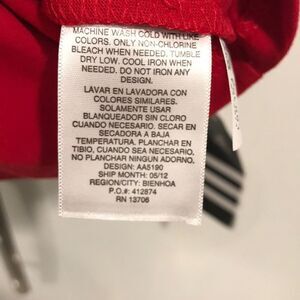 MACHINE WASH COLD WITH LIKE
COLORS. ONLY NON-CHLORINE
BLEACH WHEN NEEDED. TUMBLE
DRY LOW. COOL IRON WHEN
NEEDED. DO NOT IRON ANY
DESIGN.
LAVAR EN LAVADORA CON
COLORES SIMILARES.
SOLAMENTE USAR
BLANQUEADOR SIN CLORO
CUANDO NECESARIO. SECAR EN
SECADORA A BAJA
TEMPERATURA. PLANCHAR EN
TIBIO, CUANDO SEA NECESARIO.
NO PLANCHAR NINGUN ADORNO.
DESIGN: AA5190
SHIP MONTH: 05/12
REGION/CITY: BIENHOA
P.O.#: 412874
RN 13706